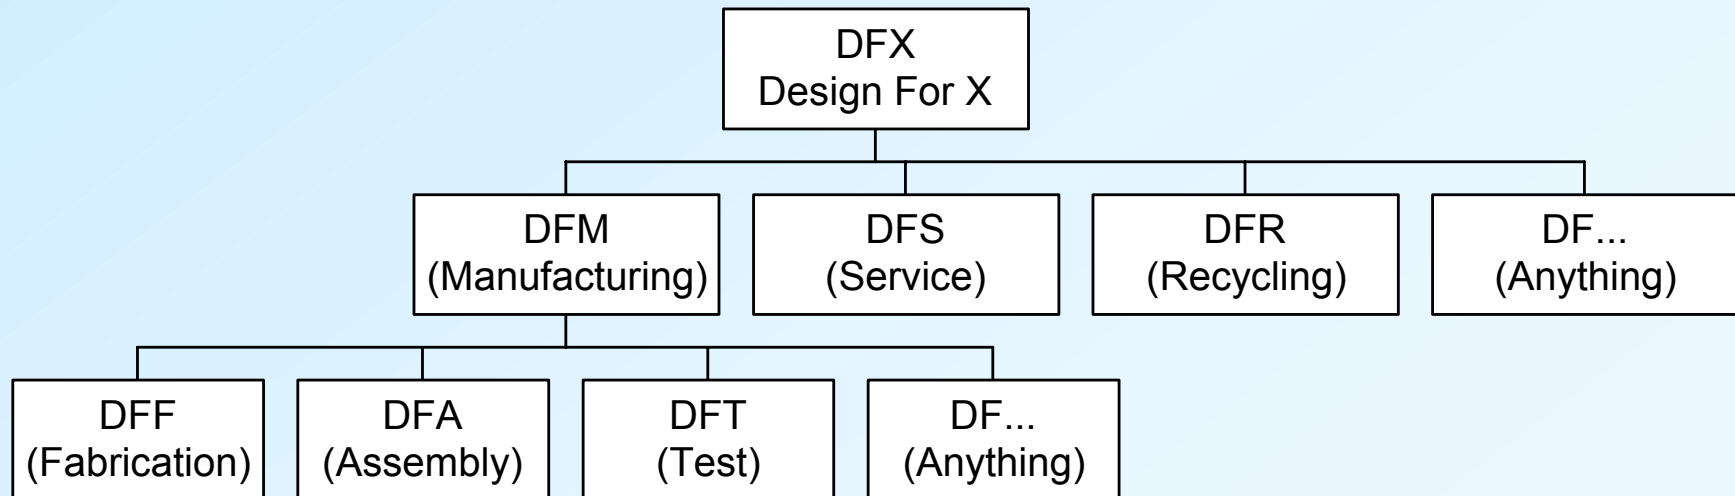 DFX
Design For X
DFM
(Manufacturing)
DFS
(Service)
DFR
(Recycling)
DF...
(Anything)
DFF
(Fabrication)
DFA
(Assembly)
DFT
(Test)
DF...
(Anything)